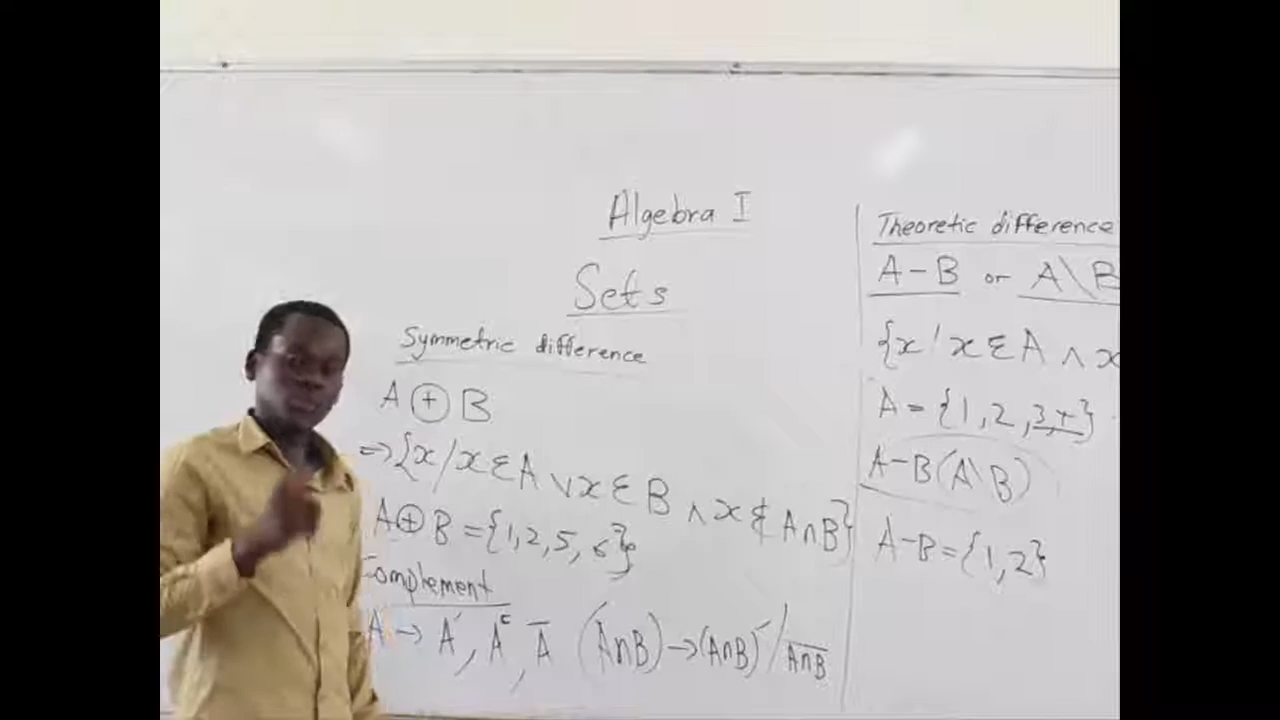 Algebra I
Sets
Symmetric difference
A ⊕ B
=> {x/x ∈ A ∨ x ∈ B ∧ x ∉ A∩B}
A⊕B = {1,2,5,6}
Complement
A → A′, Aᶜ, A̅ (A∩B) → (A∩B)′/ A̅∩̅B̅
Theoretic difference
A-B or A\B
{x/x ∈ A ∧ x
A = {1,2,3,4}
A-B(A\B)
A-B={1,2}